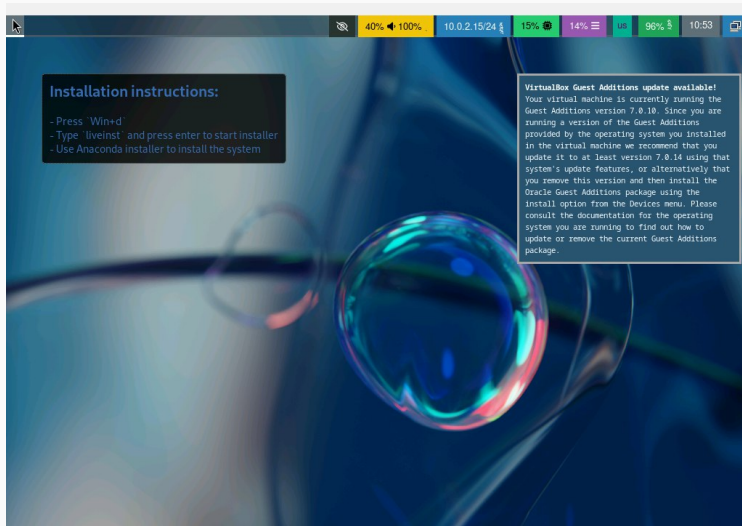 40% 100%
10.0.2.15/24
15%
14%
US
96%
10:53
Installation instructions:
- Press `Win+d`
- Type `liveinst` and press enter to start installer
- Use Anaconda installer to install the system
VirtualBox Guest Additions update available!
Your virtual machine is currently running the
Guest Additions version 7.0.10. Since you are
running a version of the Guest Additions
provided by the operating system you installed
in the virtual machine we recommend that you
update it to at least version 7.0.14 using that
system's update features, or alternatively that
you remove this version and then install the
Oracle Guest Additions package using the
install option from the Devices menu. Please
consult the documentation for the operating
system you are running to find out how to
update or remove the current Guest Additions
package.